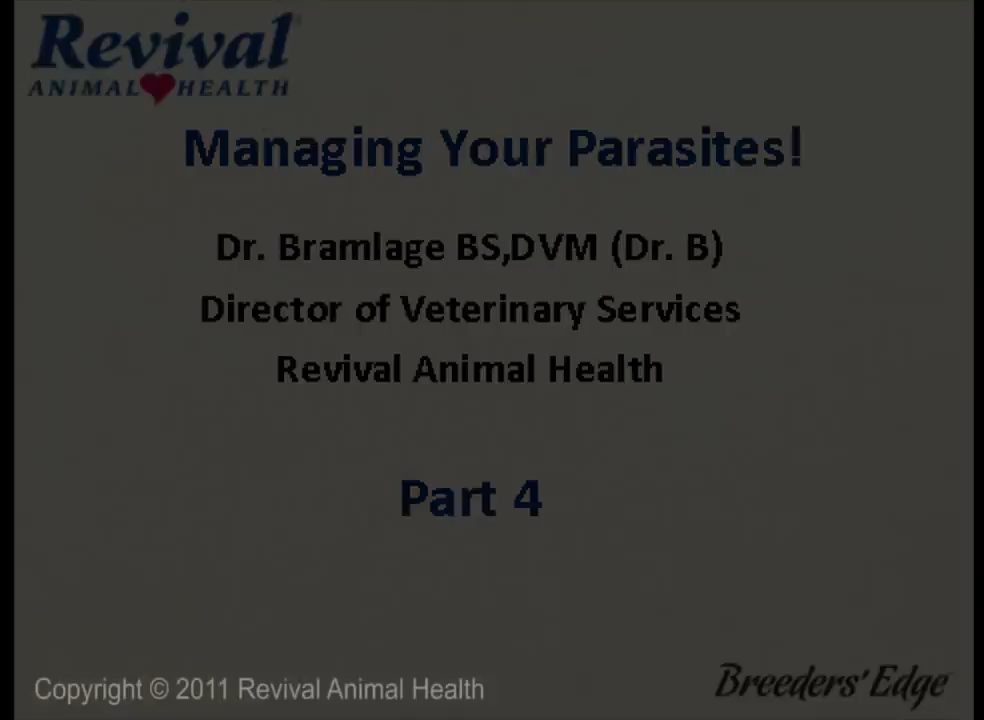 Revival
ANIMAL HEALTH
Managing Your Parasites!
Dr. Bramlage BS,DVM (Dr. B)
Director of Veterinary Services
Revival Animal Health
Part 4
Copyright © 2011 Revival Animal Health
Breeders' Edge